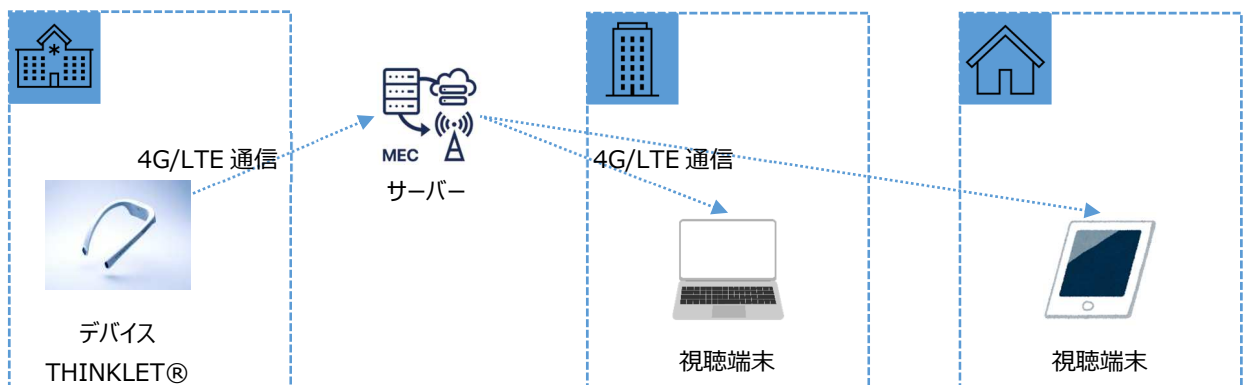 4G/LTE 通信
MEC
サーバー
4G/LTE 通信
デバイス
THINKLET®
視聴端末
視聴端末